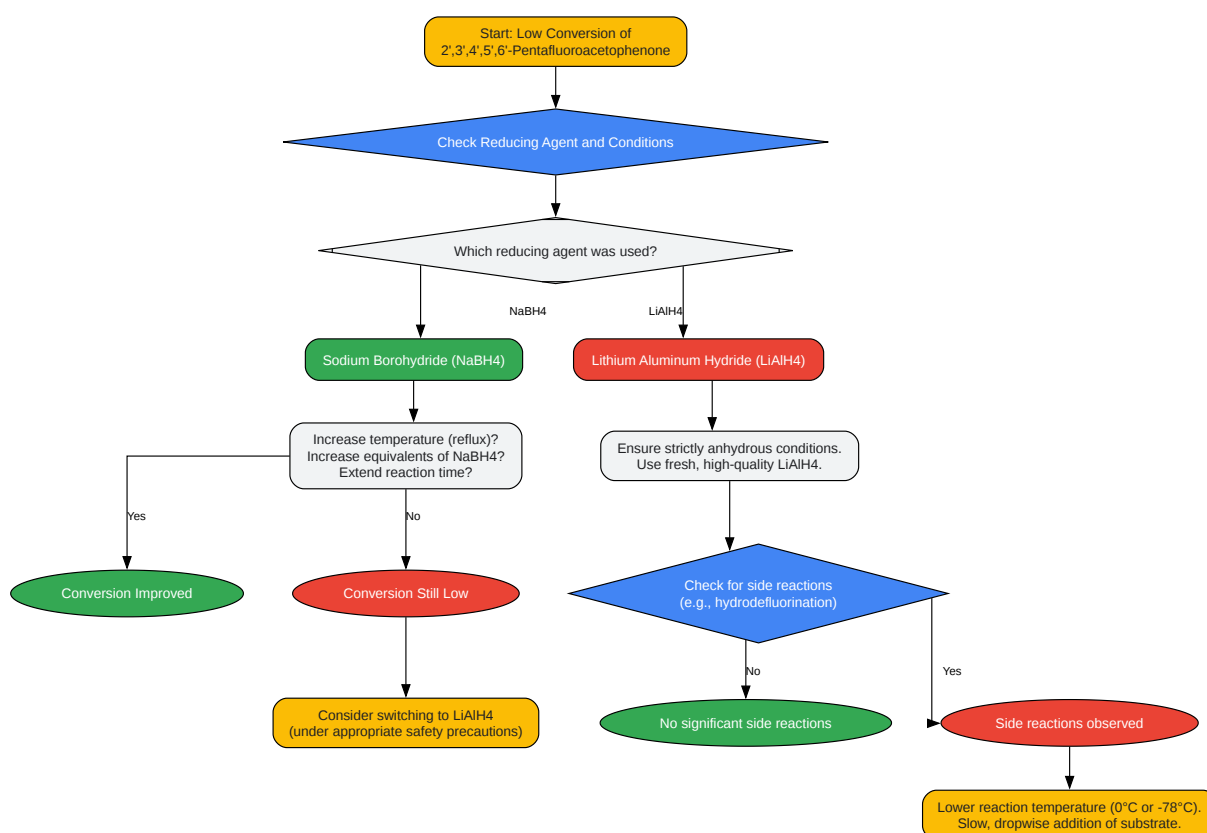 Start: Low Conversion of
2',3',4',5',6'-Pentafluoroacetophenone
Check Reducing Agent and Conditions
Which reducing agent was used?
NaBH4
LiAlH4
Sodium Borohydride (NaBH4)
Lithium Aluminum Hydride (LiAlH4)
Increase temperature (reflux)?
Increase equivalents of NaBH4?
Extend reaction time?
Ensure strictly anhydrous conditions.
Use fresh, high-quality LiAlH4.
Yes
No
Conversion Improved
Conversion Still Low
Check for side reactions
(e.g., hydrodefluorination)
No
Yes
Consider switching to LiAlH4
(under appropriate safety precautions)
No significant side reactions
Side reactions observed
Lower reaction temperature (0°C or -78°C).
Slow, dropwise addition of substrate.